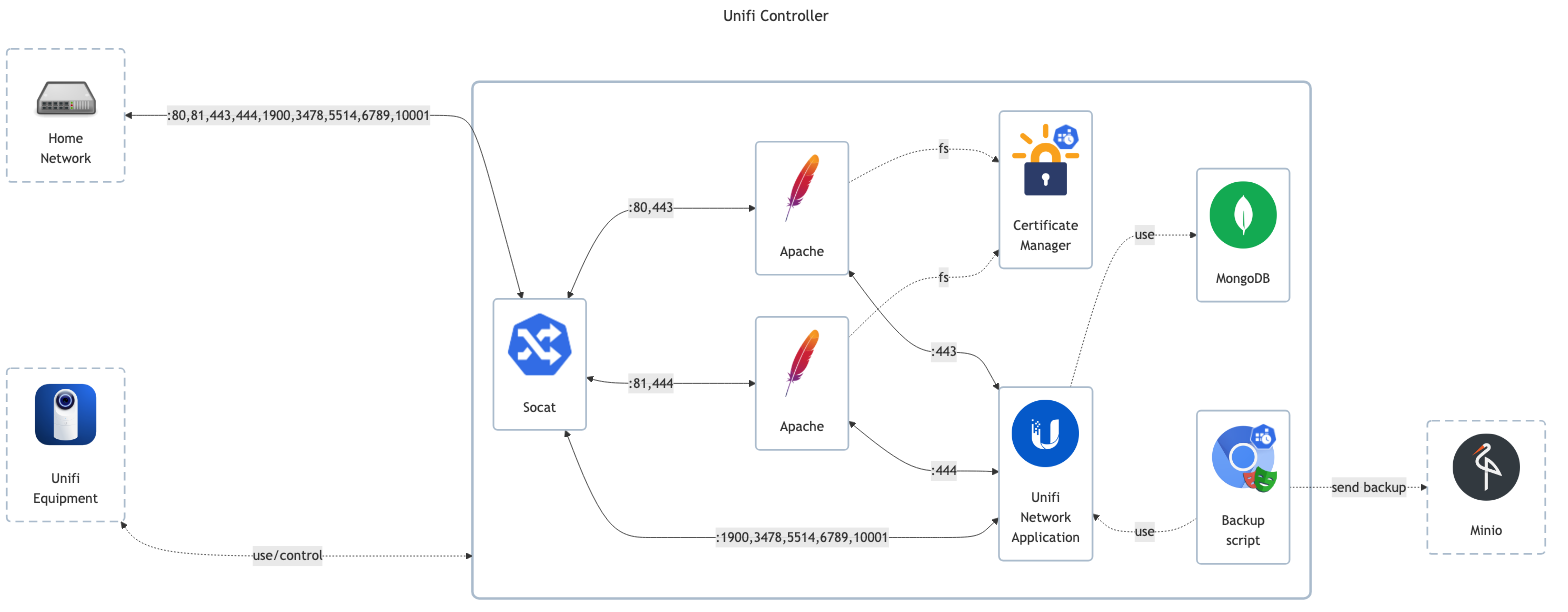 Unifi Controller
Home
Network
:80,81,443,444,1900,3478,5514,6789,10001
fs
Certificate
Manager
:80,443
Apache
use
MongoDB
fs
:443
Socat
:81,444
Apache
:444
Unifi
Equipment
Unifi
Network
Application
Backup
script
send backup
Minio
:1900,3478,5514,6789,10001
use
use/control